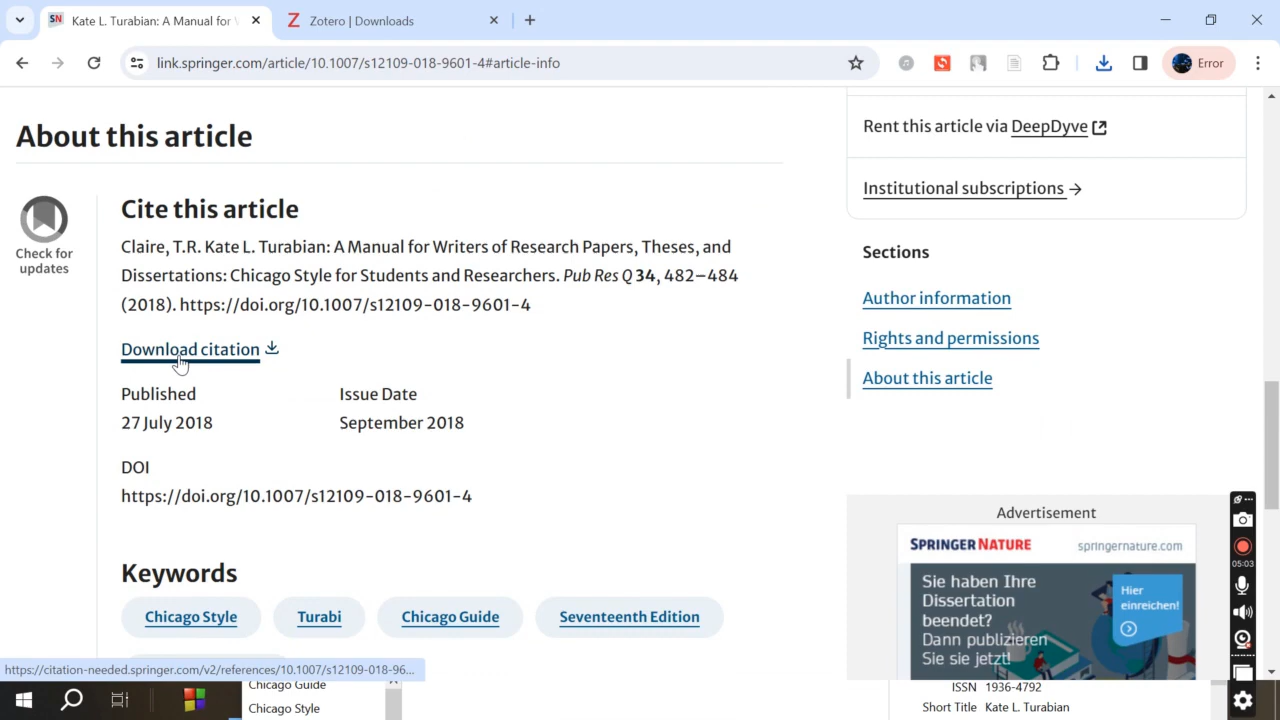 SN Kate L. Turabian: A Manual for
Z Zotero | Downloads
link.springer.com/article/10.1007/s12109-018-9601-4#article-info
Error
About this article
Check for
updates
Cite this article
Claire, T.R. Kate L. Turabian: A Manual for Writers of Research Papers, Theses, and
Dissertations: Chicago Style for Students and Researchers. Pub Res Q 34, 482–484
(2018). https://doi.org/10.1007/s12109-018-9601-4
Download citation
Published
27 July 2018
Issue Date
September 2018
DOI
https://doi.org/10.1007/s12109-018-9601-4
Keywords
Chicago Style
Turabi
Chicago Guide
Seventeenth Edition
Rent this article via DeepDyve
Institutional subscriptions
Sections
Author information
Rights and permissions
About this article
Advertisement
SPRINGER NATURE
springernature.com
Sie haben Ihre
Dissertation
beendet?
Dann publizieren
Sie sie jetzt!
Hier
einreichen!
05:03
https://citation-needed.springer.com/v2/references/10.1007/s12109-018-96...
Chicago Guide
Chicago Style
ISSN 1936-4792
Short Title Kate L. Turabian